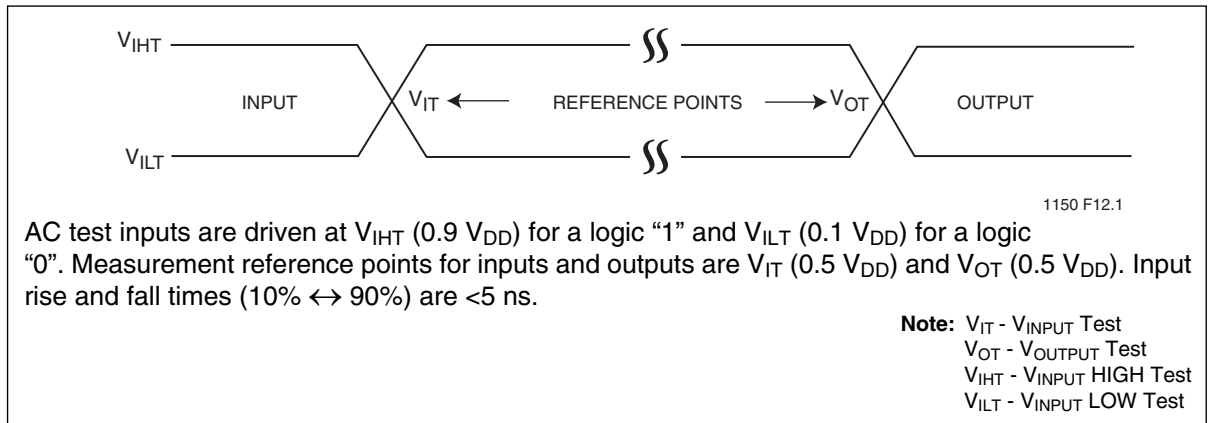 VIHT
INPUT VIT REFERENCE POINTS VOT OUTPUT
VILT
1150 F12.1
AC test inputs are driven at VIHT (0.9 VDD) for a logic “1” and VILT (0.1 VDD) for a logic
“0”. Measurement reference points for inputs and outputs are VIT (0.5 VDD) and VOT (0.5 VDD). Input
rise and fall times (10% ↔ 90%) are <5 ns.
Note: VIT - VINPUT Test
VOT - VOUTPUT Test
VIHT - VINPUT HIGH Test
VILT - VINPUT LOW Test